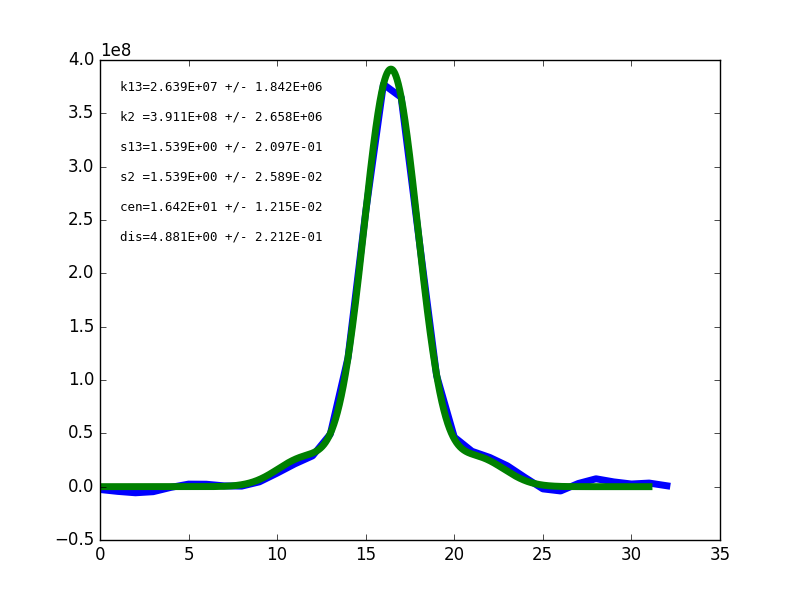 1e8
4.0
k13=2.639E+07 +/- 1.842E+06
k2 =3.911E+08 +/- 2.658E+06
3.5
s13=1.539E+00 +/- 2.097E-01
3.0
s2 =1.539E+00 +/- 2.589E-02
cen=1.642E+01 +/- 1.215E-02
2.5
dis=4.881E+00 +/- 2.212E-01
2.0
1.5
1.0
0.5
0.0
−0.5
0 5 10 15 20 25 30 35